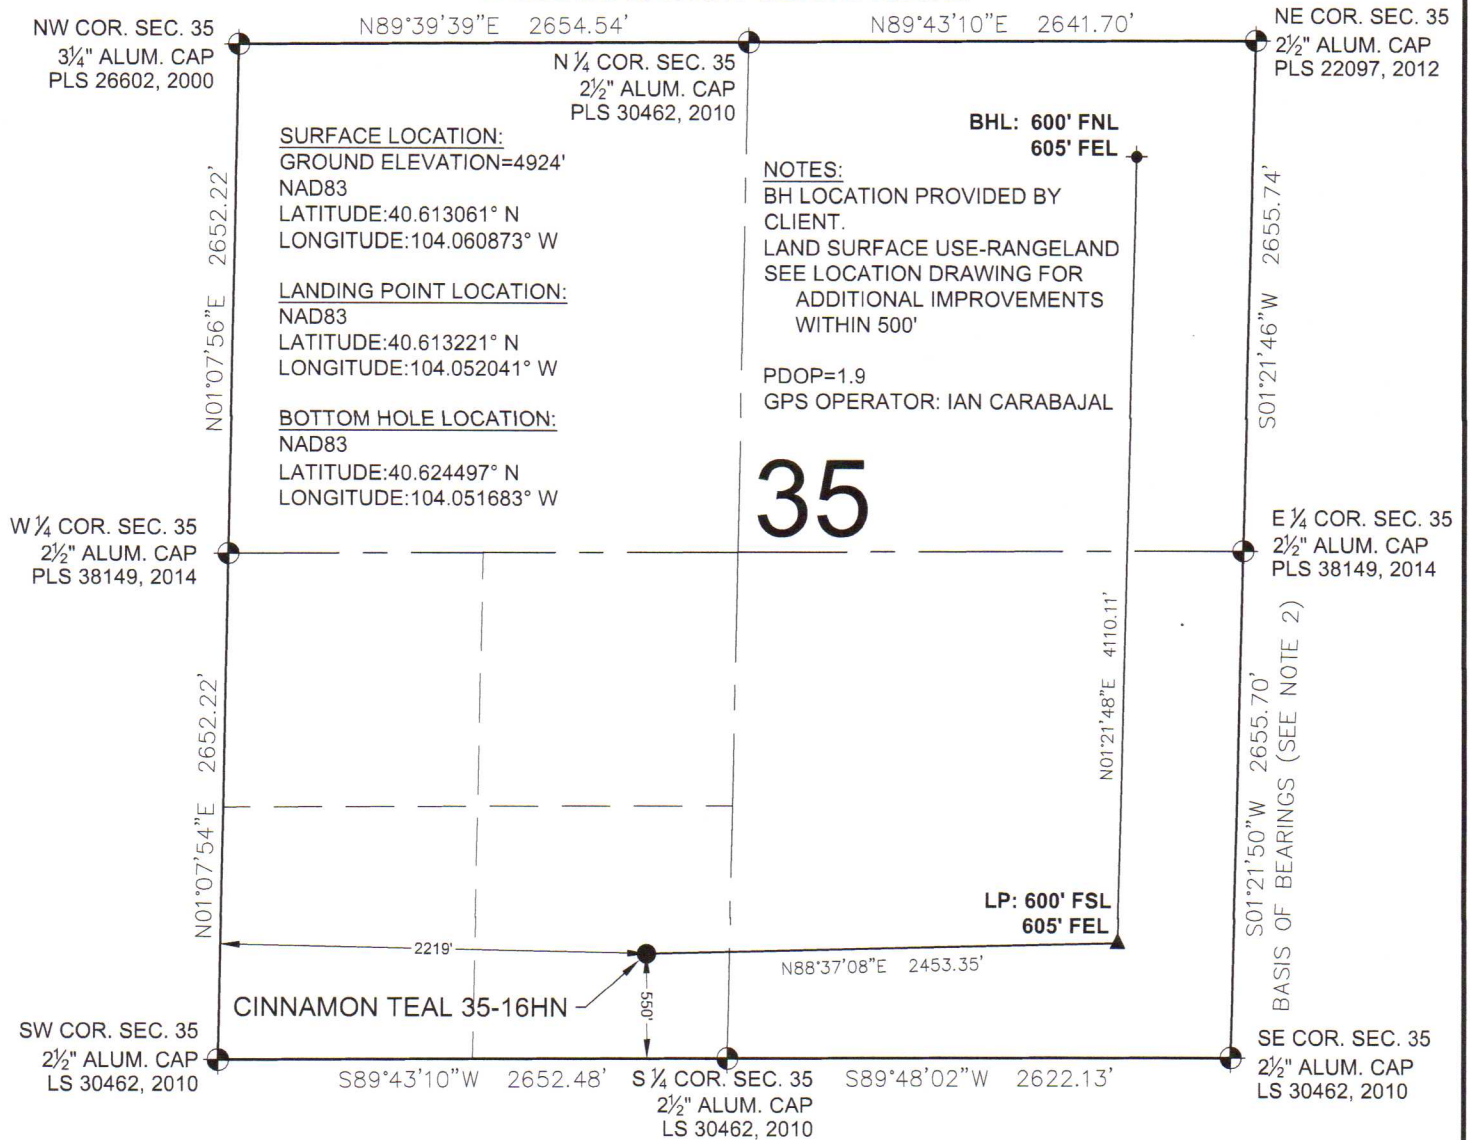 N89°39'39"E 2654.54'
N89°43'10"E 2641.70'
NW COR. SEC. 35
3¼" ALUM. CAP
PLS 26602, 2000
N ¼ COR. SEC. 35
2½" ALUM. CAP
PLS 30462, 2010
NE COR. SEC. 35
2½" ALUM. CAP
PLS 22097, 2012
BHL: 600' FNL
605' FEL
SURFACE LOCATION:
GROUND ELEVATION=4924'
NAD83
LATITUDE:40.613061° N
LONGITUDE:104.060873° W
LANDING POINT LOCATION:
NAD83
LATITUDE:40.613221° N
LONGITUDE:104.052041° W
BOTTOM HOLE LOCATION:
NAD83
LATITUDE:40.624497° N
LONGITUDE:104.051683° W
NOTES:
BH LOCATION PROVIDED BY
CLIENT.
LAND SURFACE USE-RANGELAND
SEE LOCATION DRAWING FOR
ADDITIONAL IMPROVEMENTS
WITHIN 500'
PDOP=1.9
GPS OPERATOR: IAN CARABAJAL
N01°07'56"E 2652.22'
S01°21'46"W 2655.74'
35
W ¼ COR. SEC. 35
2½" ALUM. CAP
PLS 38149, 2014
E ¼ COR. SEC. 35
2½" ALUM. CAP
PLS 38149, 2014
N01°07'54"E 2652.22'
N01°21'48"E 4110.11'
S01°21'50"W 2655.70'
BASIS OF BEARINGS (SEE NOTE 2)
LP: 600' FSL
605' FEL
2219'
N88°37'08"E 2453.35'
550'
CINNAMON TEAL 35-16HN
SW COR. SEC. 35
2½" ALUM. CAP
LS 30462, 2010
S89°43'10"W 2652.48'
S ¼ COR. SEC. 35
2½" ALUM. CAP
LS 30462, 2010
S89°48'02"W 2622.13'
SE COR. SEC. 35
2½" ALUM. CAP
LS 30462, 2010